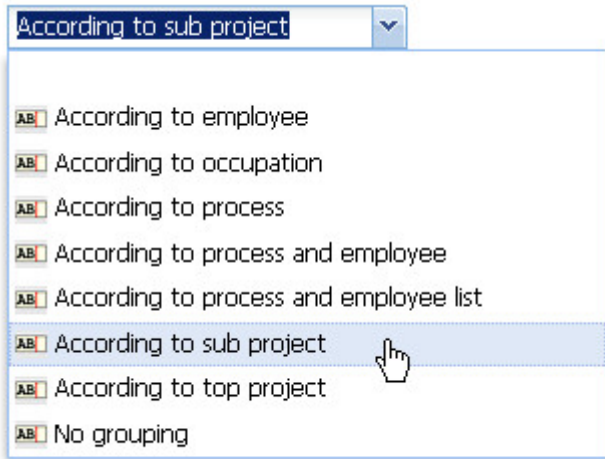 According to sub project
According to employee
According to occupation
According to process
According to process and employee
According to process and employee list
According to sub project
According to top project
No grouping